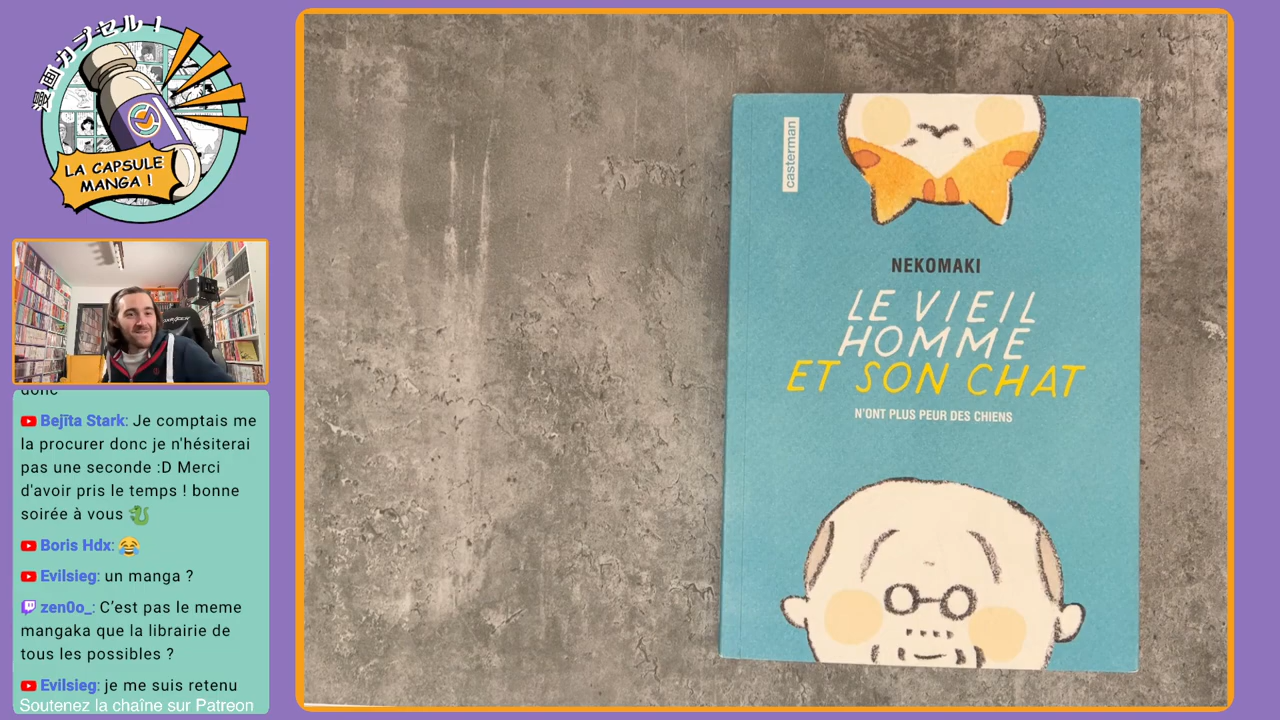 漫画カプセル！
LA CAPSULE
MANGA !
donc
Bejīta Stark: Je comptais me
la procurer donc je n'hésiterai
pas une seconde :D Merci
d'avoir pris le temps ! bonne
soirée à vous 🐉
Boris Hdx: 😂
Evilsieg: un manga ?
zen0o_: C’est pas le meme
mangaka que la librairie de
tous les possibles ?
Evilsieg: je me suis retenu
Soutenez la chaîne sur Patreon
casterman
NEKOMAKI
LE VIEIL
HOMME
ET SON CHAT
N'ONT PLUS PEUR DES CHIENS